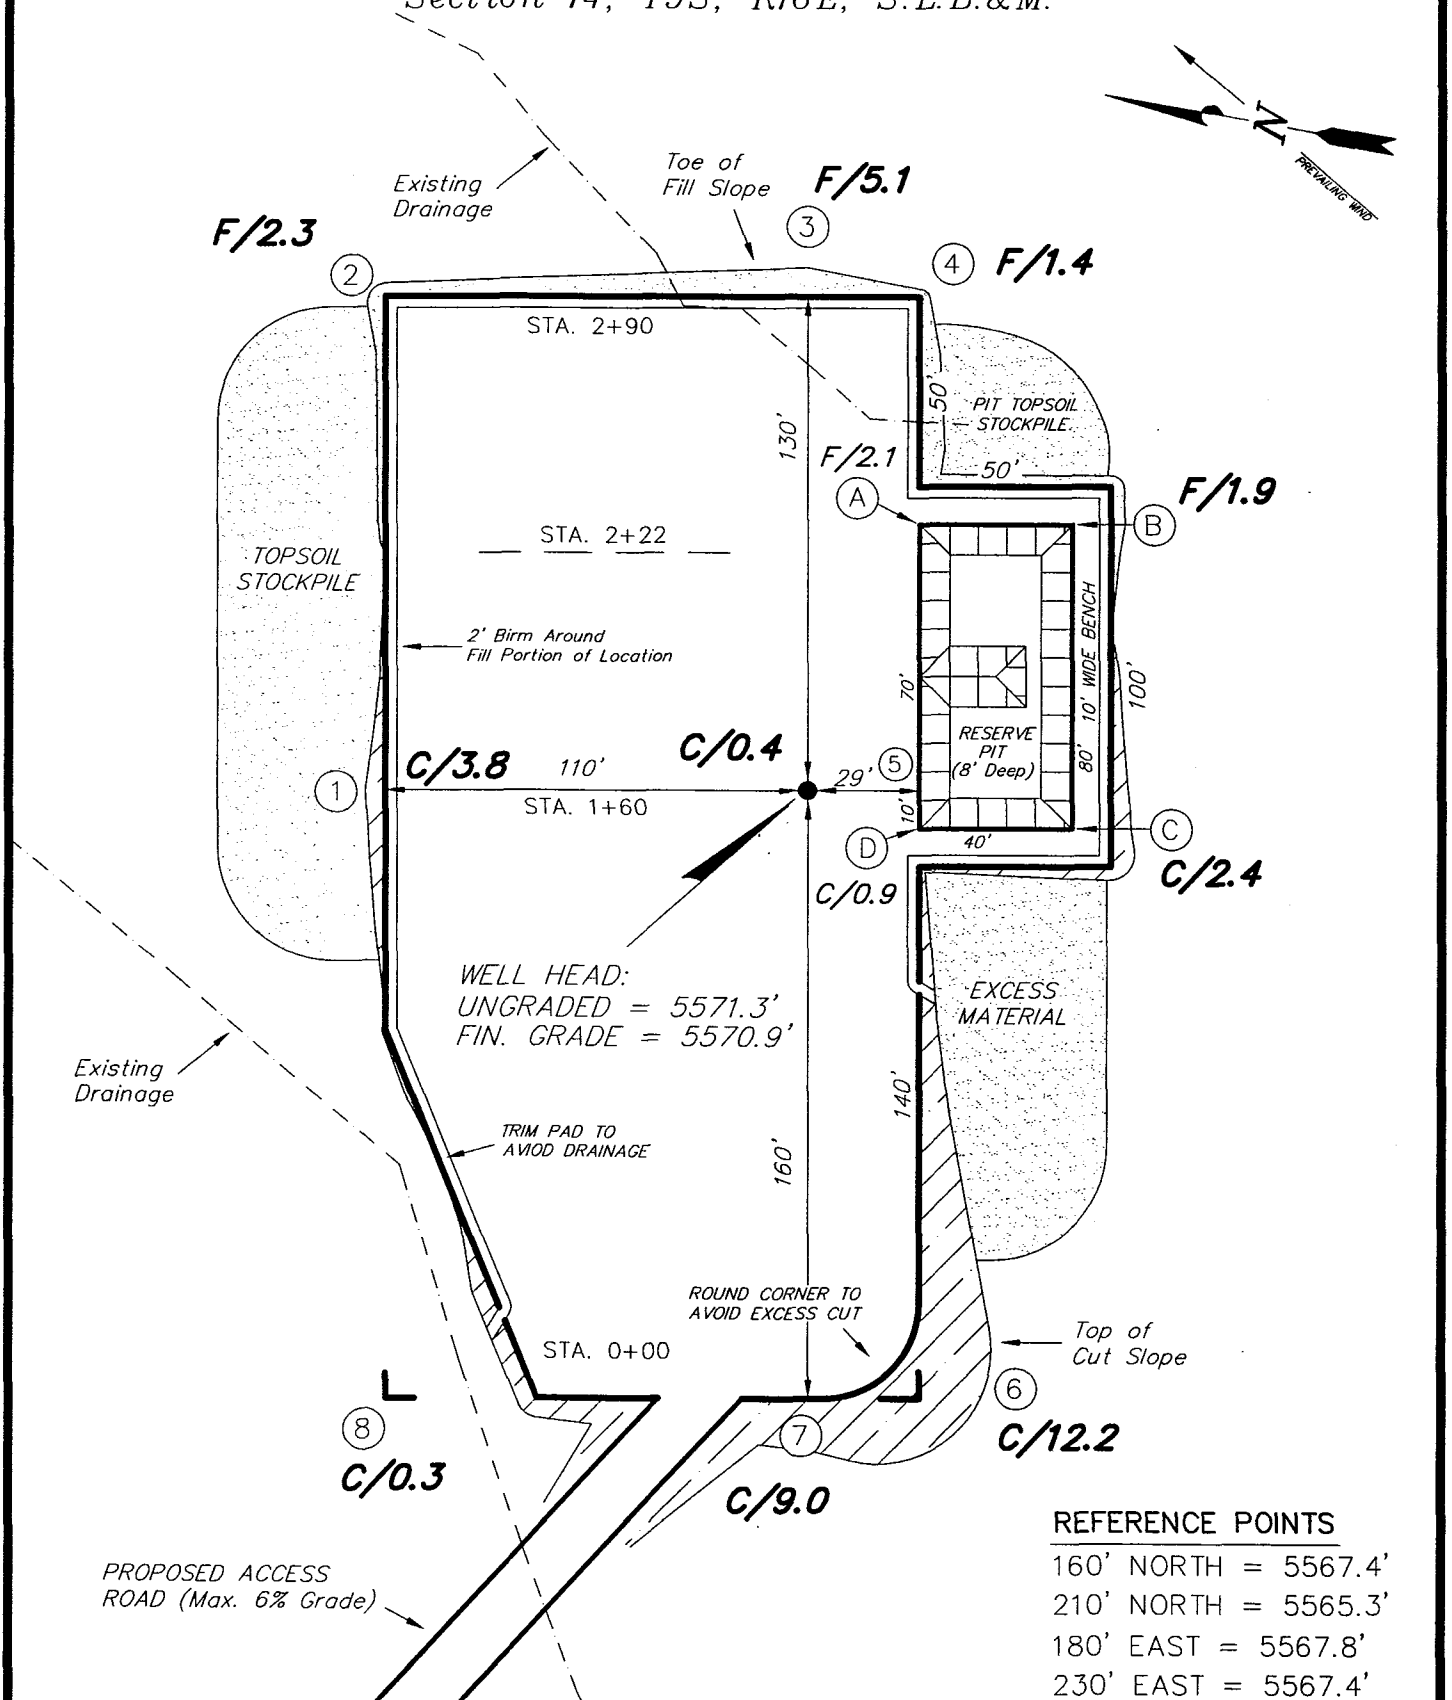 Section 14, T9S, R16E, S.L.B.&M.
N
PREVAILING WIND
Existing
Drainage
Toe of
Fill Slope
F/5.1
3
F/2.3
2
4
F/1.4
STA. 2+90
130'
50'
PIT TOPSOIL
STOCKPILE
F/2.1
50'
A
F/1.9
B
STA. 2+22
TOPSOIL
STOCKPILE
2' Birm Around
Fill Portion of Location
10' WIDE BENCH
100'
70'
RESERVE
PIT
(8' Deep)
80'
C/3.8
110'
C/0.4
29'
5
1
STA. 1+60
10'
40'
D
C
C/0.9
C/2.4
WELL HEAD:
UNGRADED = 5571.3'
FIN. GRADE = 5570.9'
EXCESS
MATERIAL
Existing
Drainage
140'
TRIM PAD TO
AVIOD DRAINAGE
160'
ROUND CORNER TO
AVOID EXCESS CUT
STA. 0+00
Top of
Cut Slope
6
8
7
C/12.2
C/0.3
C/9.0
PROPOSED ACCESS
ROAD (Max. 6% Grade)
REFERENCE POINTS
160' NORTH = 5567.4'
210' NORTH = 5565.3'
180' EAST = 5567.8'
230' EAST = 5567.4'